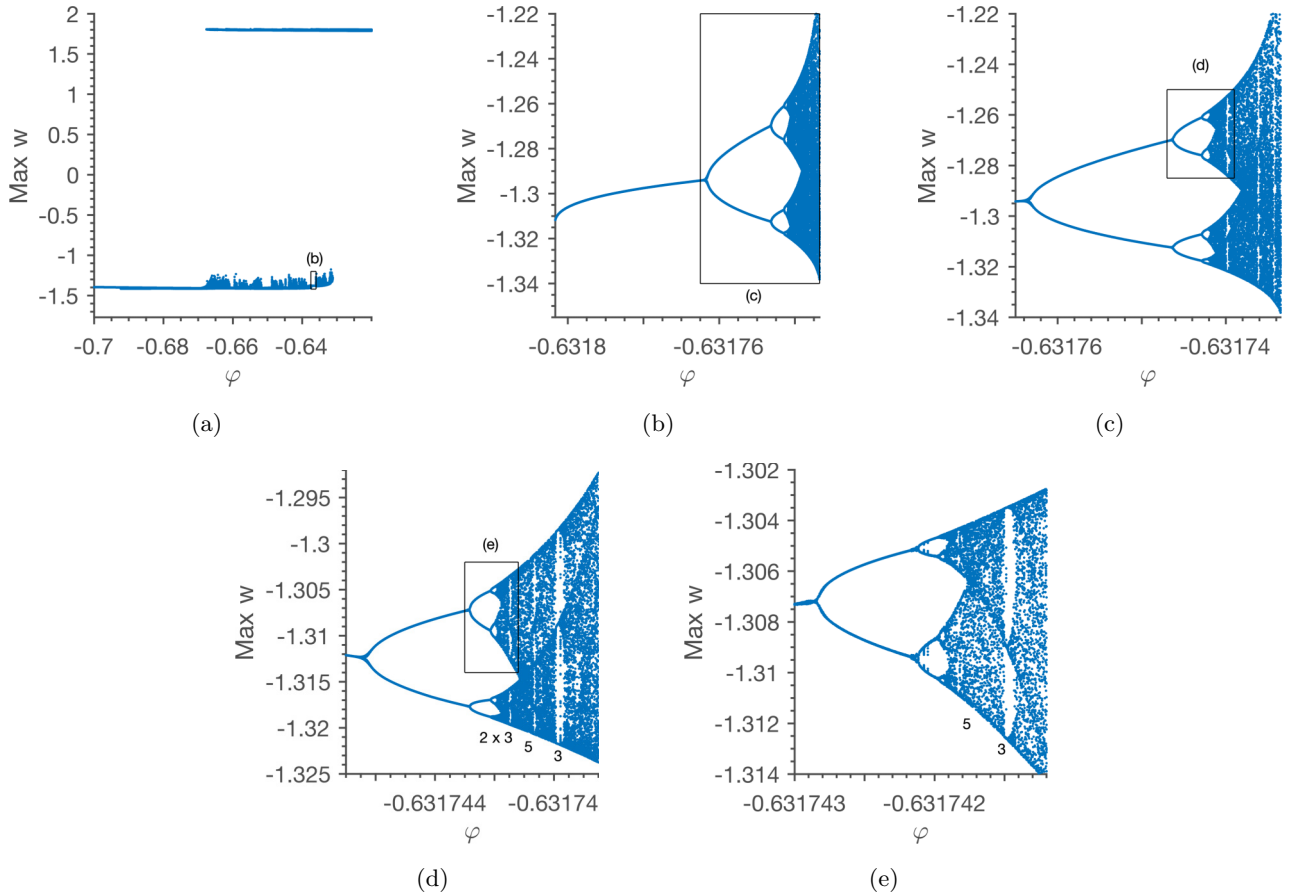 2
1.5
1
0.5
0
-0.5
-1
-1.5
Max w
(b)
-0.7
-0.68
-0.66
-0.64
φ
(a)
-1.22
-1.24
-1.26
-1.28
-1.3
-1.32
-1.34
Max w
(c)
-0.6318
-0.63176
φ
(b)
-1.22
-1.24
-1.26
-1.28
-1.3
-1.32
-1.34
Max w
(d)
-0.63176
-0.63174
φ
(c)
-1.295
-1.3
-1.305
-1.31
-1.315
-1.32
-1.325
Max w
(e)
2 x 3
5
3
-0.631744
-0.63174
φ
(d)
-1.302
-1.304
-1.306
-1.308
-1.31
-1.312
-1.314
Max w
5
3
-0.631743
-0.631742
φ
(e)